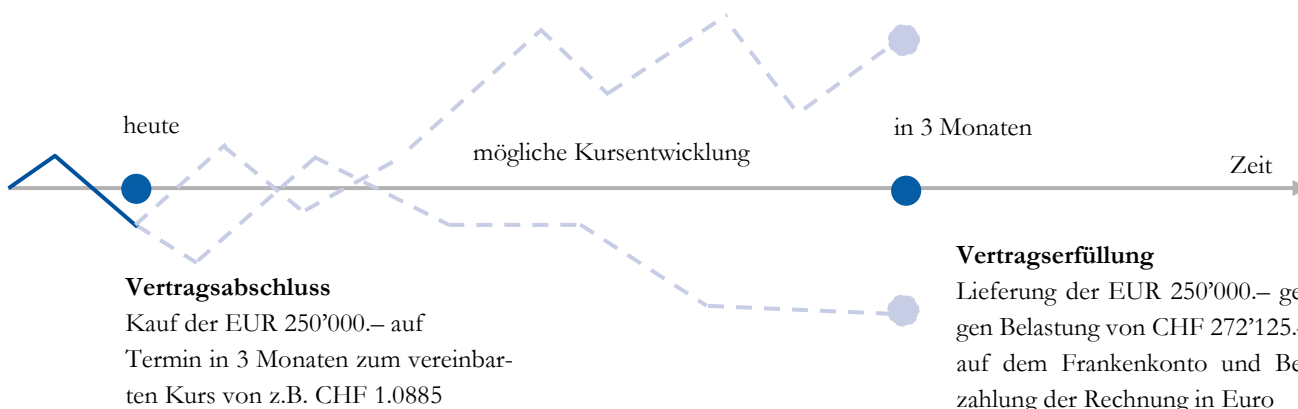 heute
in 3 Monaten
mögliche Kursentwicklung
Zeit
Vertragsabschluss
Kauf der EUR 250'000.– auf
Termin in 3 Monaten zum vereinbar-
ten Kurs von z.B. CHF 1.0885
Vertragserfüllung
Lieferung der EUR 250'000.– ge
gen Belastung von CHF 272'125.-
auf dem Frankenkonto und Be
zahlung der Rechnung in Euro